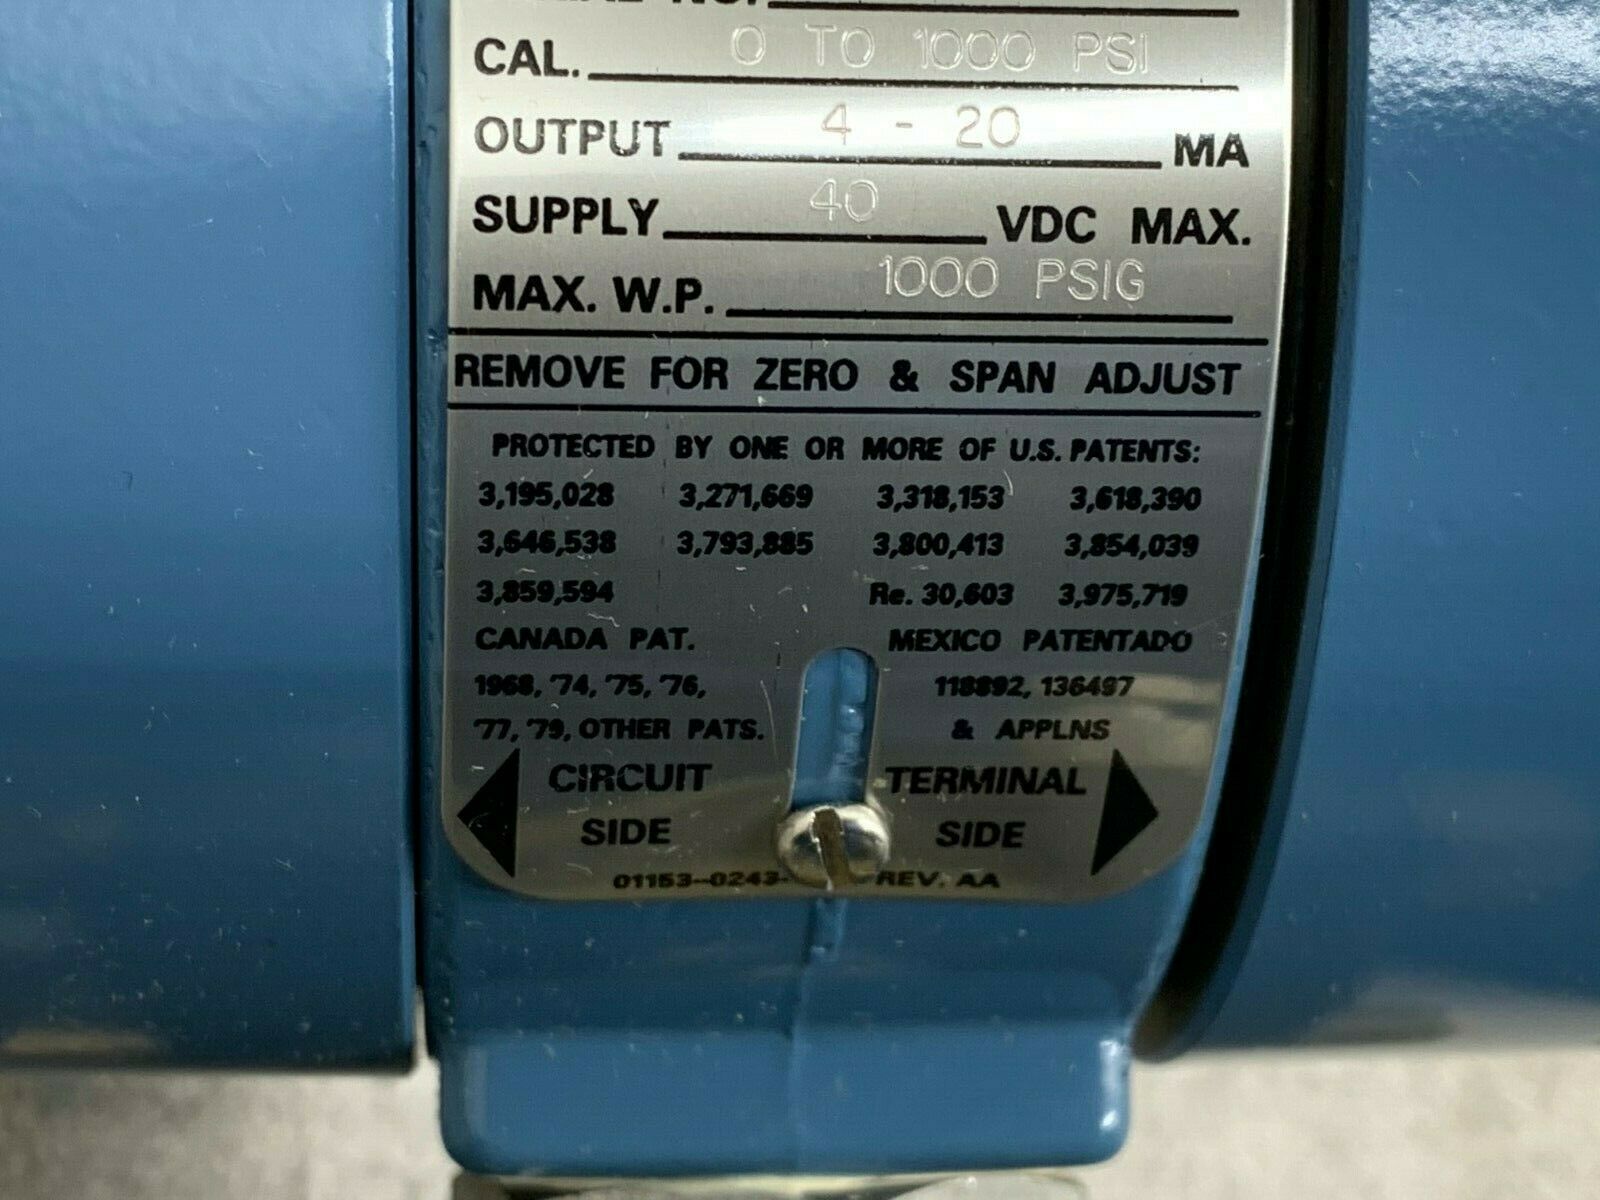 NO.
CAL. 0 TO 1000 PSI
OUTPUT 4 - 20 MA
SUPPLY 40 VDC MAX.
MAX. W.P. 1000 PSIG
REMOVE FOR ZERO & SPAN ADJUST
PROTECTED BY ONE OR MORE OF U.S. PATENTS:
3,195,028 3,271,669 3,318,153 3,618,390
3,646,538 3,793,885 3,800,413 3,854,039
3,859,594 Re. 30,603 3,975,719
CANADA PAT. MEXICO PATENTADO
1968, '74, '75, '76, 118892, 136497
'77, '79, OTHER PATS. & APPLNS
CIRCUIT TERMINAL
SIDE SIDE
01153-0243- REV. AA